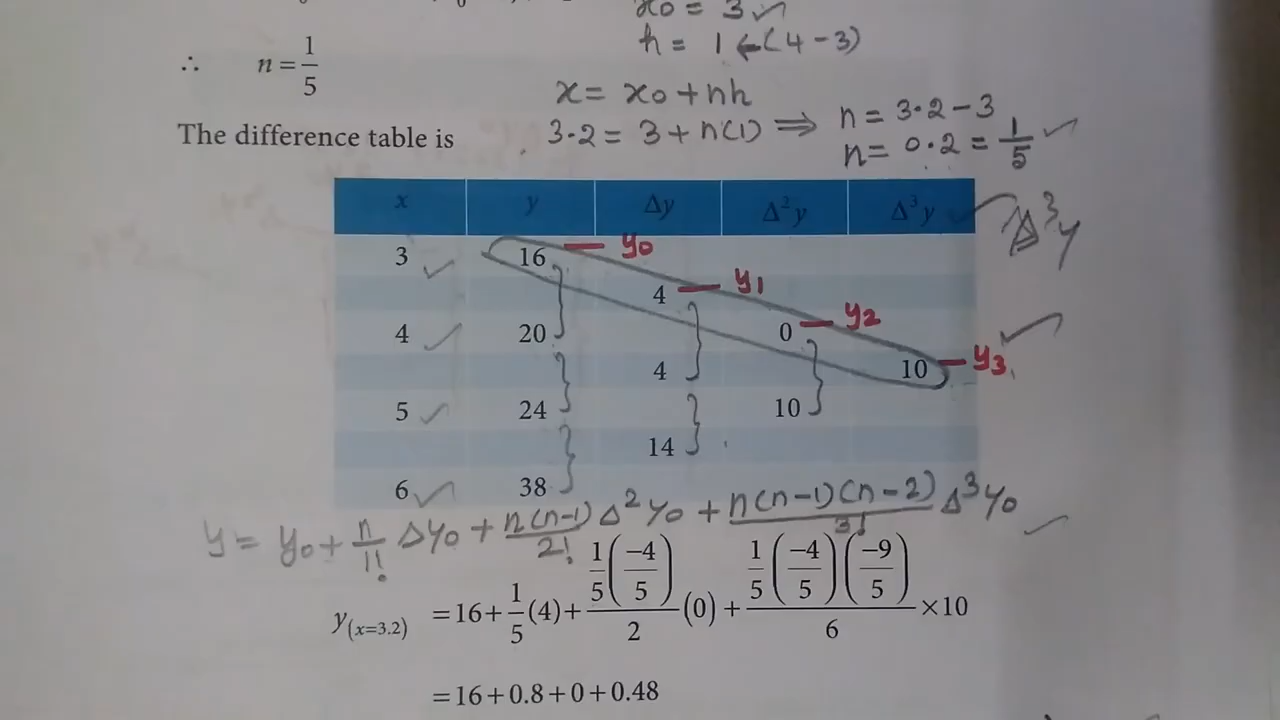 x0 = 3 ✓
h = 1 ← (4 - 3)
∴ n = 1/5
x = x0 + nh
3.2 = 3 + n(1) ⇒ n = 3.2 - 3
n = 0.2 = 1/5 ✓
The difference table is
x y Δy Δ²y Δ³y ✓ Δ³y
3 ✓ 16 — y0
4 — y1
4 ✓ 20 0 — y2 ✓
4 10 — y3
5 ✓ 24 10
14
6 ✓ 38
y = y0 + n/1! Δy0 + n(n-1)/2! Δ²y0 + n(n-1)(n-2)/3! Δ³y0 ✓
y(x=3.2) = 16 + 1/5 (4) + 1/5 (-4/5) / 2 (0) + 1/5 (-4/5) (-9/5) / 6 × 10
= 16 + 0.8 + 0 + 0.48